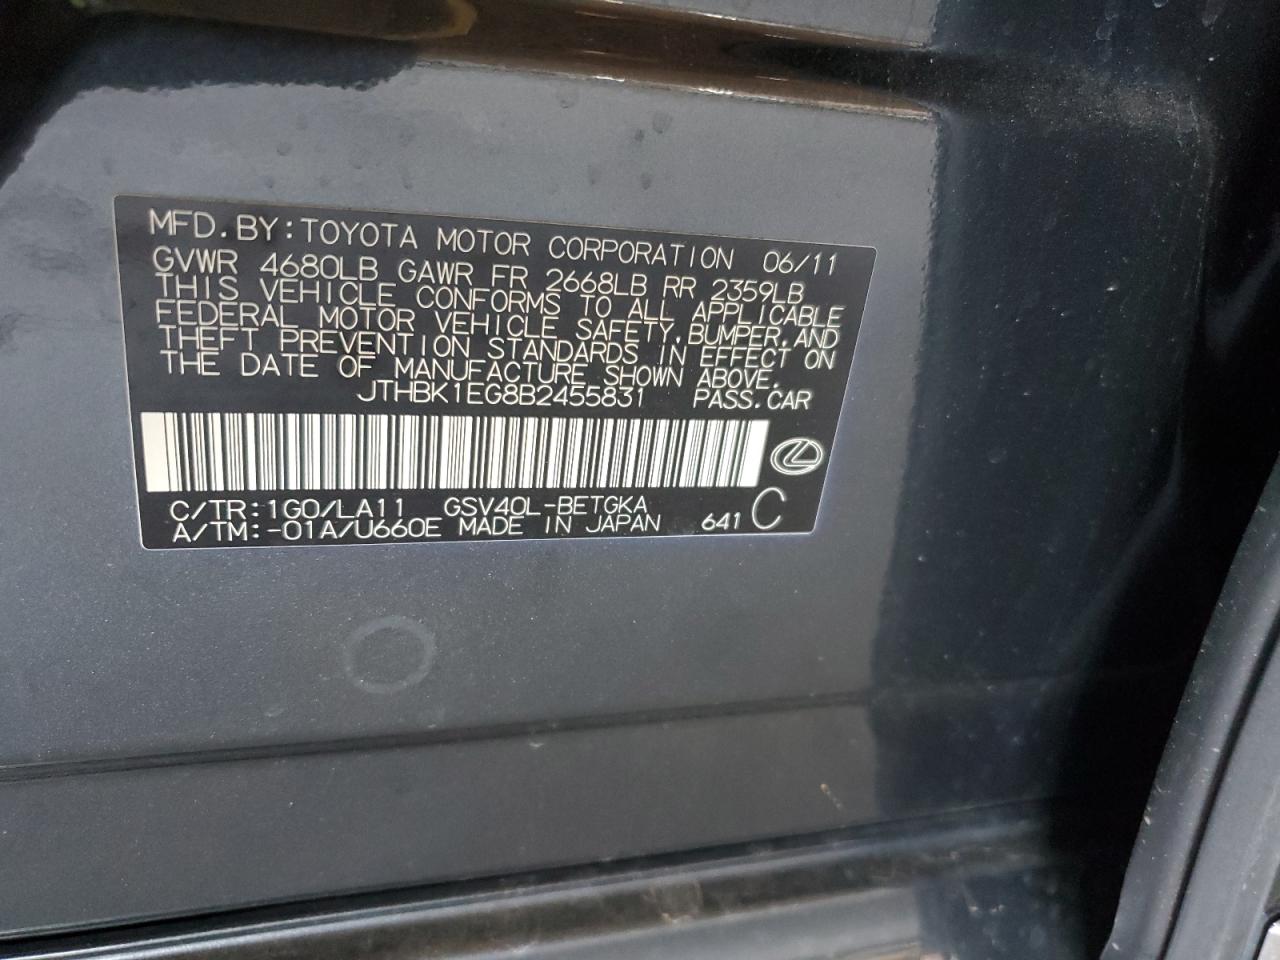 MFD.BY:TOYOTA MOTOR CORPORATION 06/11
GVWR 4680LB GAWR FR 2668LB RR 2359LB
THIS VEHICLE CONFORMS TO ALL APPLICABLE
FEDERAL MOTOR VEHICLE SAFETY,BUMPER,AND
THEFT PREVENTION STANDARDS IN EFFECT ON
THE DATE OF MANUFACTURE SHOWN ABOVE.
JTHBK1EG8B2455831 PASS.CAR
C/TR:1G0/LA11 GSV40L-BETGKA
A/TM:-01A/U660E MADE IN JAPAN 641 C